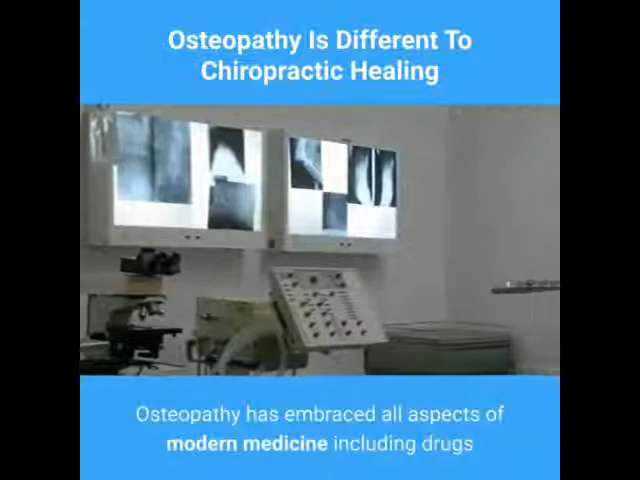 Osteopathy Is Different To
Chiropractic Healing
Osteopathy has embraced all aspects of
modern medicine including drugs